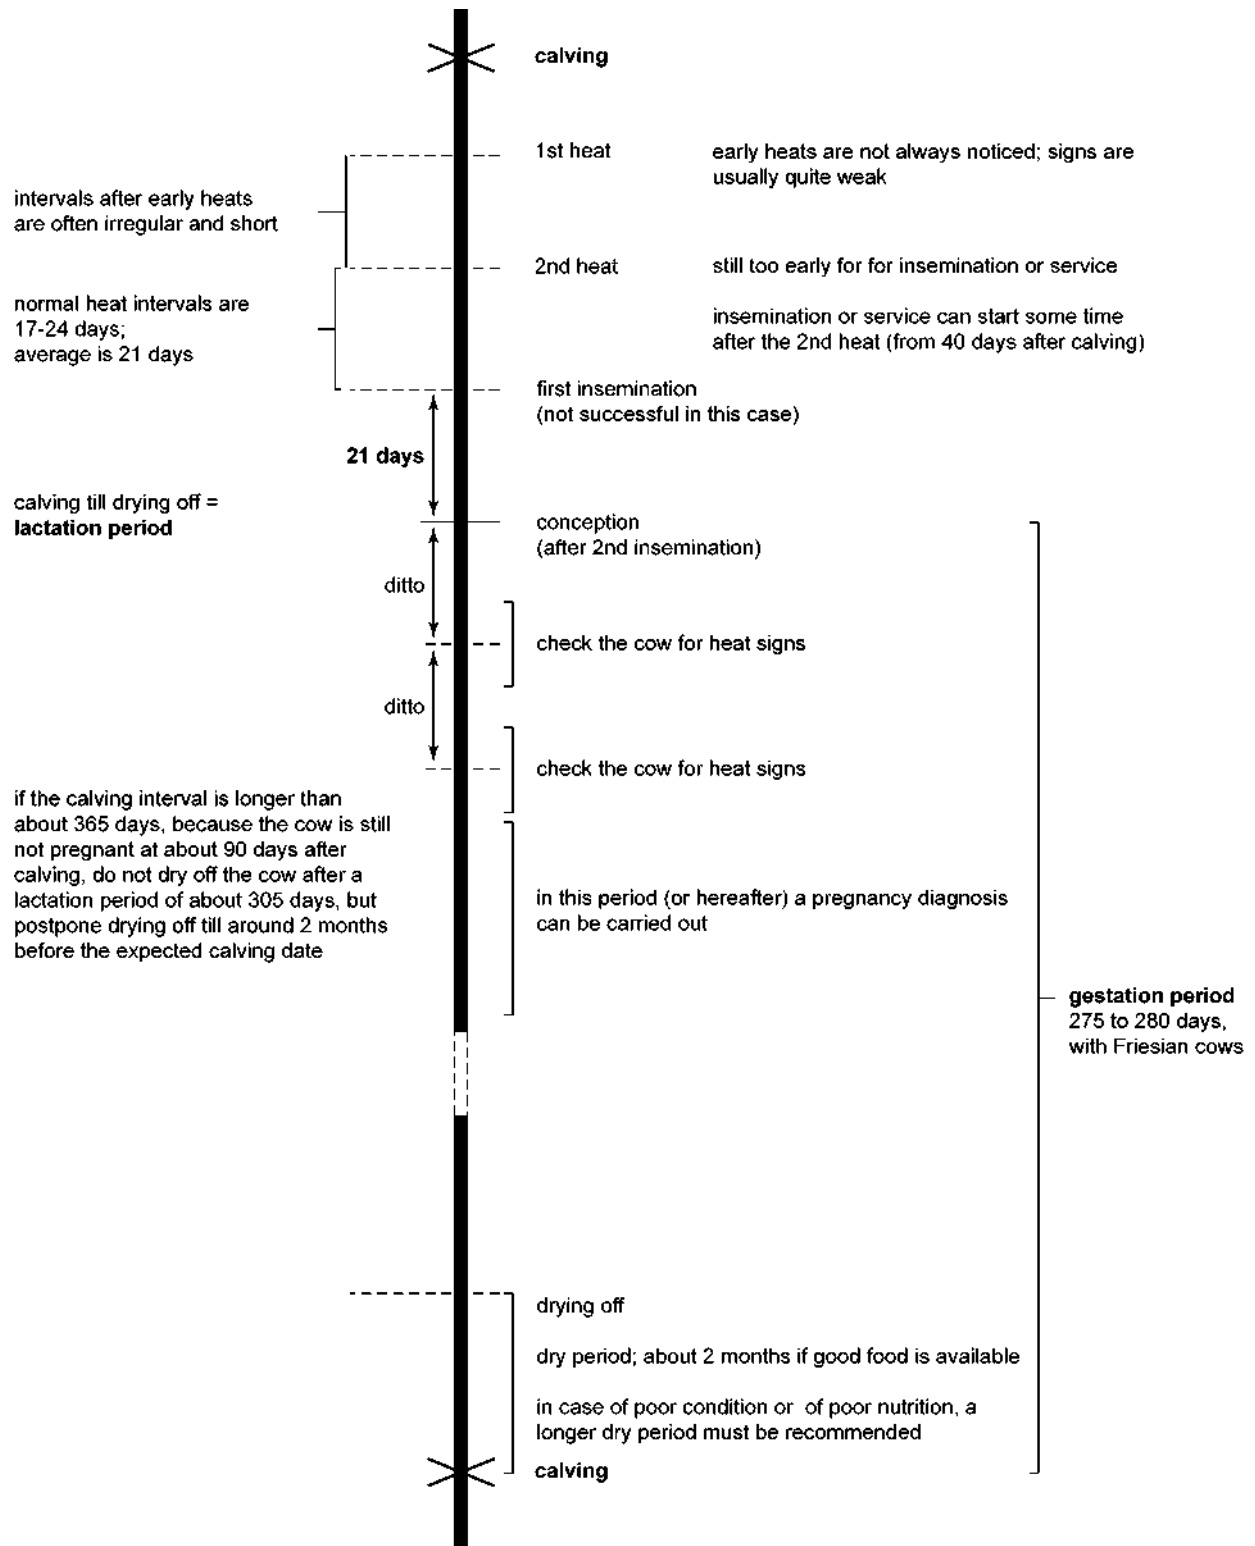 calving
1st heat
early heats are not always noticed; signs are
usually quite weak
intervals after early heats
are often irregular and short
2nd heat
still too early for for insemination or service
normal heat intervals are
17-24 days;
average is 21 days
insemination or service can start some time
after the 2nd heat (from 40 days after calving)
first insemination
(not successful in this case)
21 days
calving till drying off =
lactation period
conception
(after 2nd insemination)
ditto
check the cow for heat signs
ditto
check the cow for heat signs
if the calving interval is longer than
about 365 days, because the cow is still
not pregnant at about 90 days after
calving, do not dry off the cow after a
lactation period of about 305 days, but
postpone drying off till around 2 months
before the expected calving date
in this period (or hereafter) a pregnancy diagnosis
can be carried out
gestation period
275 to 280 days,
with Friesian cows
drying off
dry period; about 2 months if good food is available
in case of poor condition or of poor nutrition, a
longer dry period must be recommended
calving